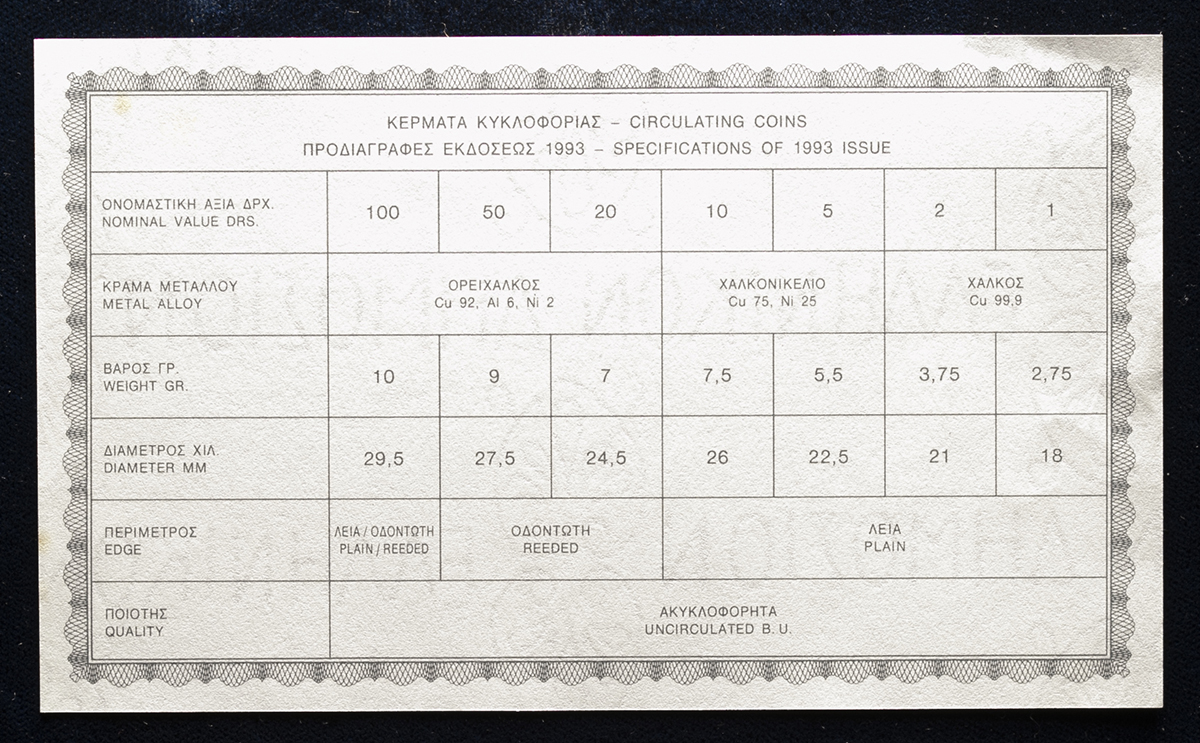 ΚΕΡΜΑΤΑ ΚΥΚΛΟΦΟΡΙΑΣ – CIRCULATING COINS
ΠΡΟΔΙΑΓΡΑΦΕΣ ΕΚΔΟΣΕΩΣ 1993 – SPECIFICATIONS OF 1993 ISSUE
ΟΝΟΜΑΣΤΙΚΗ ΑΞΙΑ ΔΡΧ.
NOMINAL VALUE DRS.
100 50 20 10 5 2 1
ΚΡΑΜΑ ΜΕΤΑΛΛΟΥ
METAL ALLOY
ΟΡΕΙΧΑΛΚΟΣ
Cu 92, Al 6, Ni 2
ΧΑΛΚΟΝΙΚΕΛΙΟ
Cu 75, Ni 25
ΧΑΛΚΟΣ
Cu 99,9
ΒΑΡΟΣ ΓΡ.
WEIGHT GR.
10 9 7 7,5 5,5 3,75 2,75
ΔΙΑΜΕΤΡΟΣ ΧΙΛ.
DIAMETER MM
29,5 27,5 24,5 26 22,5 21 18
ΠΕΡΙΜΕΤΡΟΣ
EDGE
ΛΕΙΑ / ΟΔΟΝΤΩΤΗ
PLAIN / REEDED
ΟΔΟΝΤΩΤΗ
REEDED
ΛΕΙΑ
PLAIN
ΠΟΙΟΤΗΣ
QUALITY
ΑΚΥΚΛΟΦΟΡΗΤΑ
UNCIRCULATED B.U.